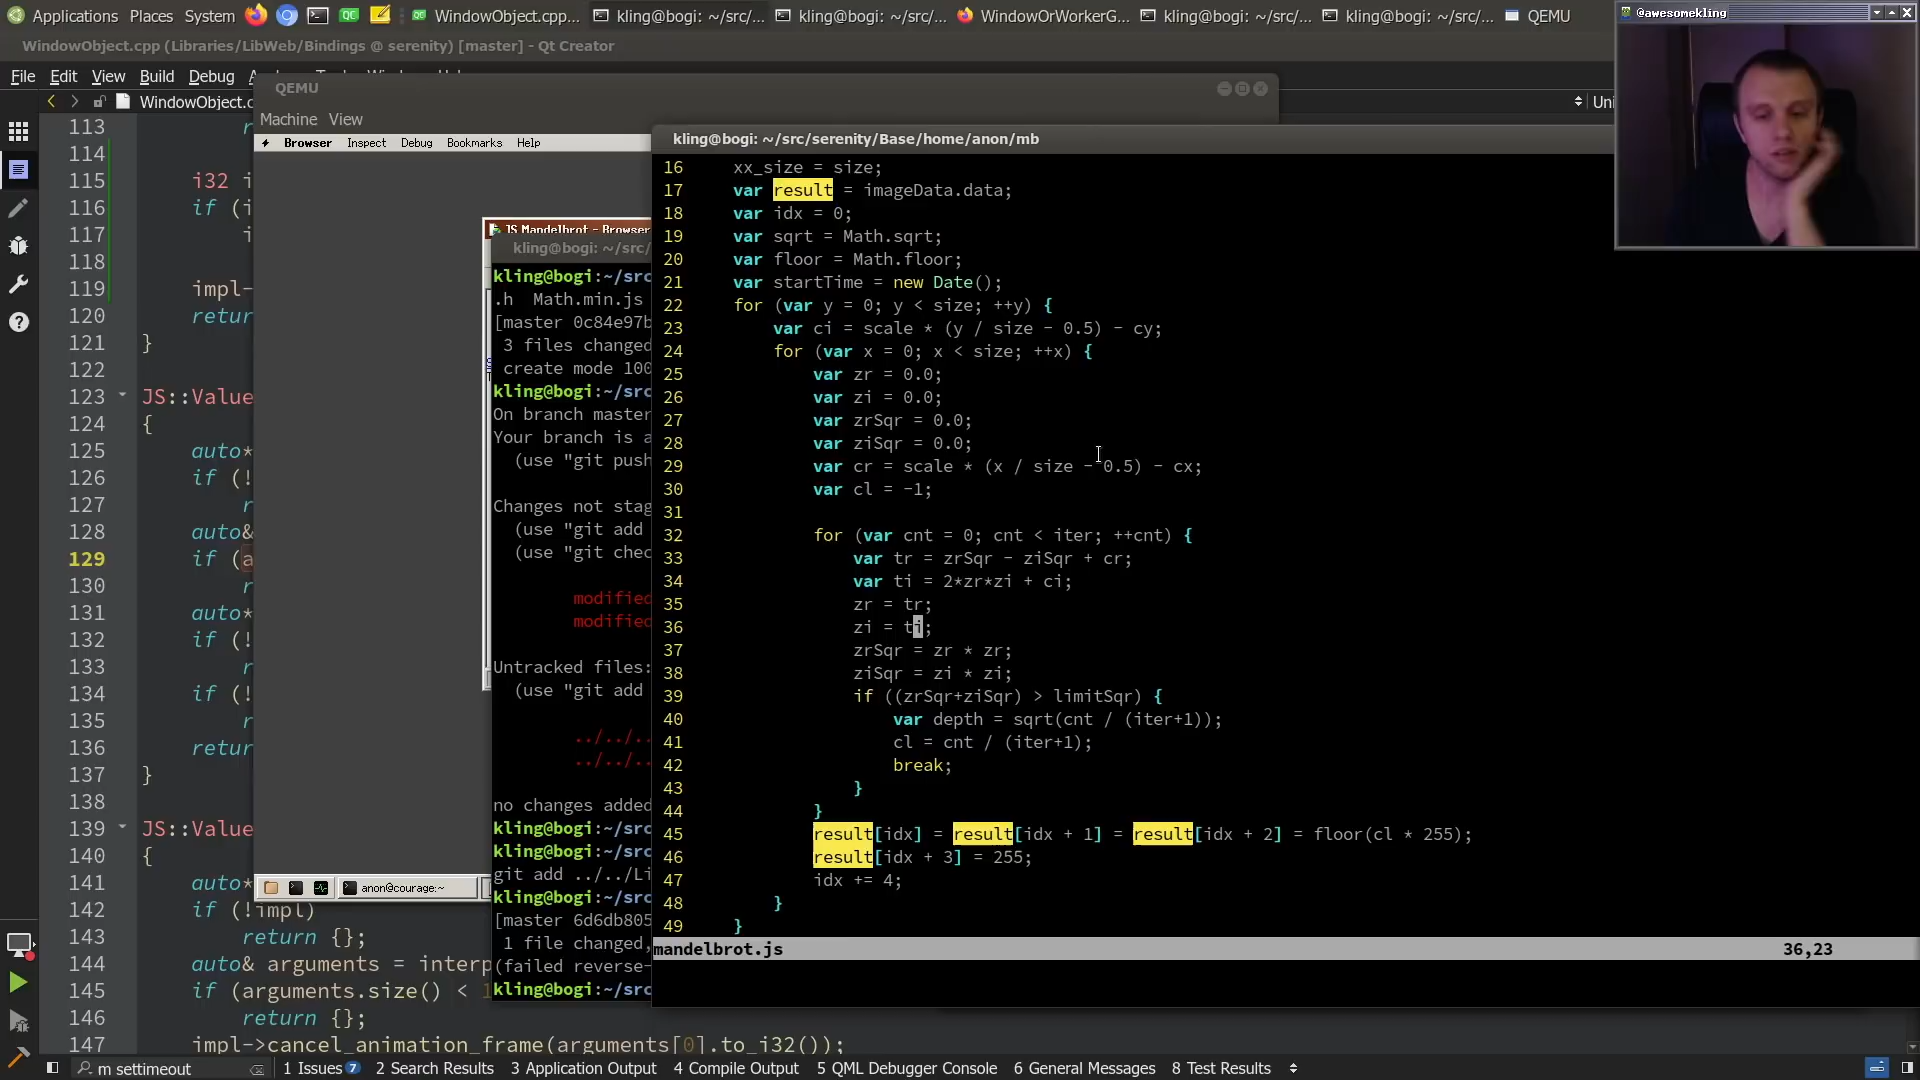 Applications Places System WindowObject.cpp... kling@bogi: ~/src/... kling@bogi: ~/src/... WindowOrWorkerG... kling@bogi: ~/src/... kling@bogi: ~/src/... QEMU
@awesomekling
WindowObject.cpp (Libraries/LibWeb/Bindings @ serenity) [master] - Qt Creator
File Edit View Build Debug
WindowObject.c
Uni
QEMU
Machine View
Browser Inspect Debug Bookmarks Help
JS Mandelbrot - Browser
anon@courage:~
113
114
115 i32 i
116 if (i
117 i
118
119 impl-
120 retur
121 }
122
123 JS::Value
124 {
125 auto*
126 if (!
127 r
128 auto&
129 if (a
130 r
131 auto*
132 if (!
133 r
134 if (!
135 r
136 retur
137 }
138
139 JS::Value
140 {
141 auto*
142 if (!impl)
143 return {};
144 auto& arguments = interp
145 if (arguments.size() < 1
146 return {};
147 impl->cancel_animation_frame(arguments[0].to_i32());
kling@bogi: ~/src/
kling@bogi:~/src
.h Math.min.js
[master 0c84e97b
3 files changed
create mode 100
kling@bogi:~/src
On branch master
Your branch is a
(use "git push
Changes not stag
(use "git add
(use "git chec
modified
modified
Untracked files:
(use "git add
../../..
../../..
no changes added
kling@bogi:~/src
kling@bogi:~/src
git add ../../Li
kling@bogi:~/src
[master 6d6db805
1 file changed,
(failed reverse-
kling@bogi:~/src
kling@bogi: ~/src/serenity/Base/home/anon/mb
16 xx_size = size;
17 var result = imageData.data;
18 var idx = 0;
19 var sqrt = Math.sqrt;
20 var floor = Math.floor;
21 var startTime = new Date();
22 for (var y = 0; y < size; ++y) {
23 var ci = scale * (y / size - 0.5) - cy;
24 for (var x = 0; x < size; ++x) {
25 var zr = 0.0;
26 var zi = 0.0;
27 var zrSqr = 0.0;
28 var ziSqr = 0.0;
29 var cr = scale * (x / size - 0.5) - cx;
30 var cl = -1;
31
32 for (var cnt = 0; cnt < iter; ++cnt) {
33 var tr = zrSqr - ziSqr + cr;
34 var ti = 2*zr*zi + ci;
35 zr = tr;
36 zi = ti;
37 zrSqr = zr * zr;
38 ziSqr = zi * zi;
39 if ((zrSqr+ziSqr) > limitSqr) {
40 var depth = sqrt(cnt / (iter+1));
41 cl = cnt / (iter+1);
42 break;
43 }
44 }
45 result[idx] = result[idx + 1] = result[idx + 2] = floor(cl * 255);
46 result[idx + 3] = 255;
47 idx += 4;
48 }
49 }
mandelbrot.js 36,23
m settimeout 1 Issues 7 2 Search Results 3 Application Output 4 Compile Output 5 QML Debugger Console 6 General Messages 8 Test Results